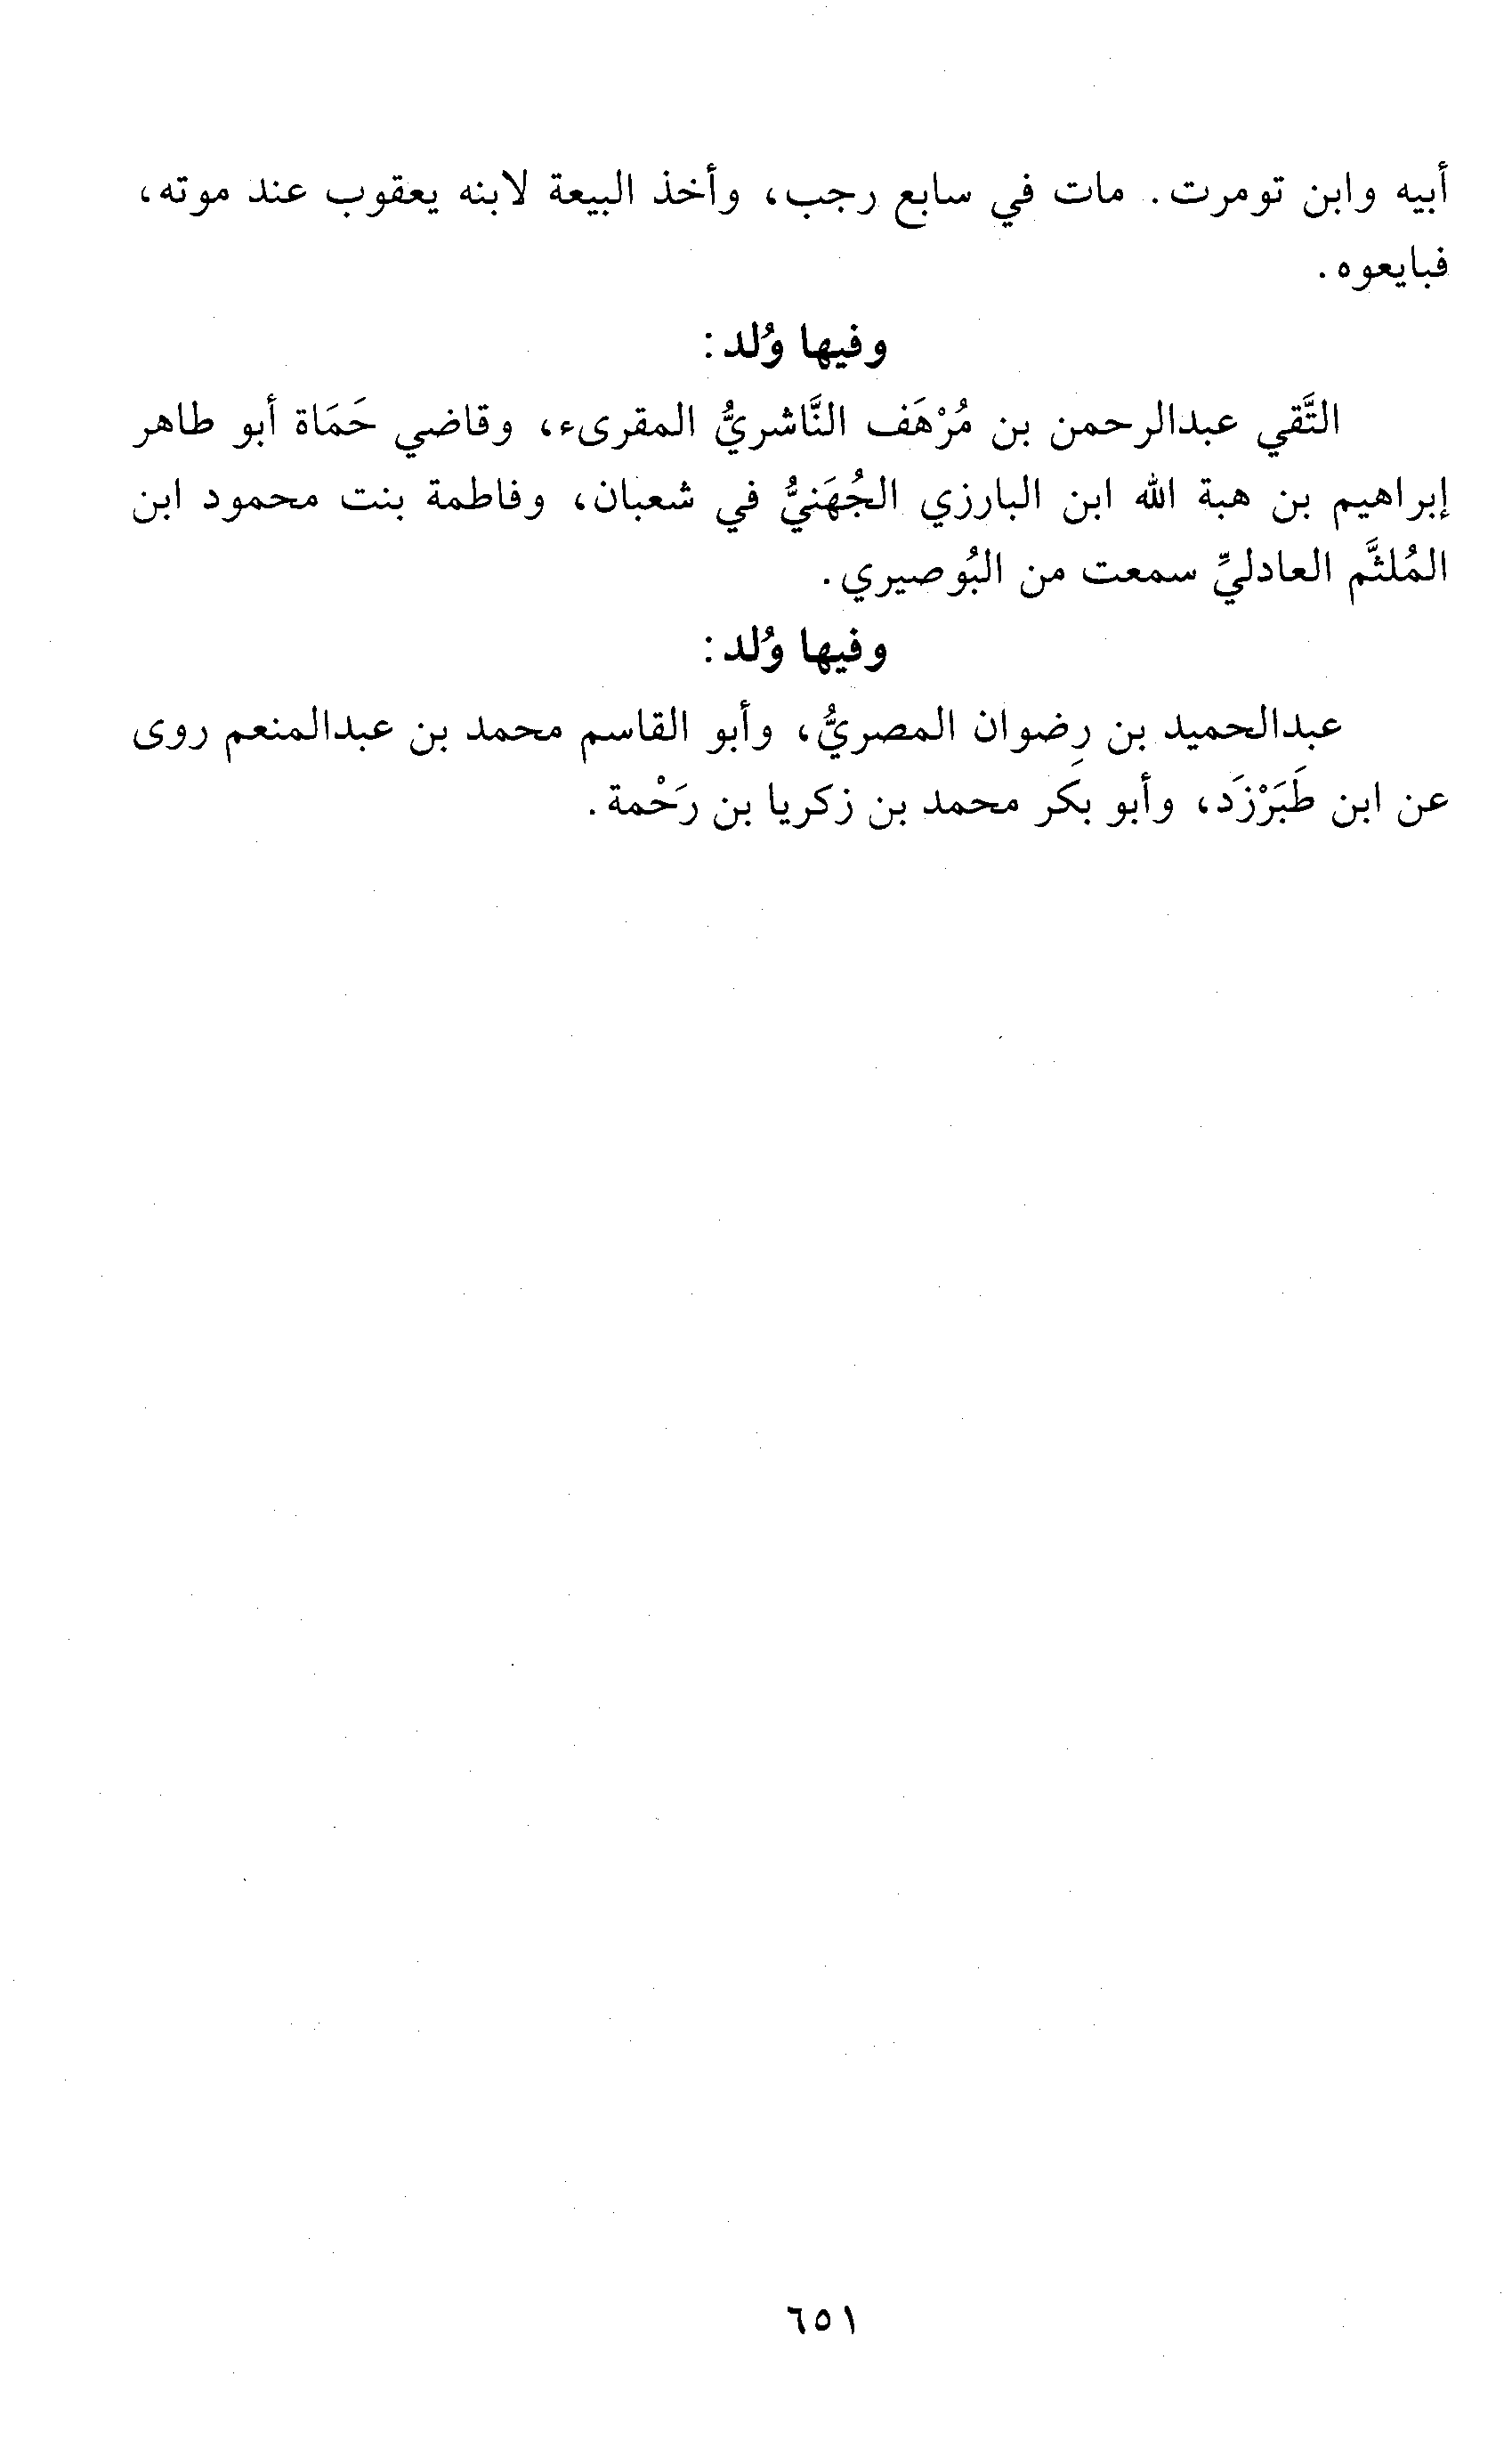 أبيه وابن تومرت. مات في سابع رجب، وأخذ البيعة لابنه يعقوب عند موته،
فبايعوه.
وفيها وُلد:
التَّقي عبدالرحمن بن مُرْهَف النَّاشريُّ المقرىء، وقاضي حَمَاة أبو طاهر
إبراهيم بن هبة الله ابن البارزي الجُهَنيُّ في شعبان، وفاطمة بنت محمود ابن
المُلثَّم العادليِّ سمعت من البُوصيري.
وفيها وُلد:
عبدالحميد بن رِضوان المصريُّ، وأبو القاسم محمد بن عبدالمنعم روى
عن ابن طَبَرْزَد، وأبو بكر محمد بن زكريا بن رَحْمة.
٦٥١